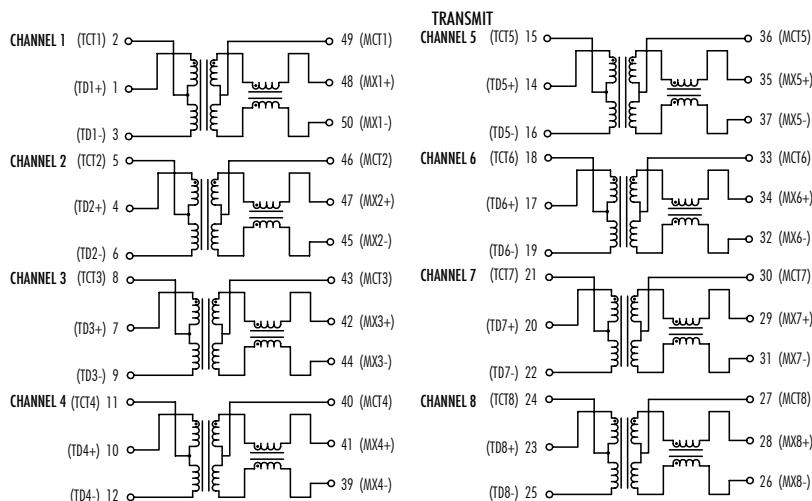 CHANNEL 1 (TCT1) 2
49 (MCT1)
(TD1+) 1
48 (MX1+)
(TD1-) 3
50 (MX1-)
CHANNEL 2 (TCT2) 5
46 (MCT2)
(TD2+) 4
47 (MX2+)
(TD2-) 6
45 (MX2-)
CHANNEL 3 (TCT3) 8
43 (MCT3)
(TD3+) 7
42 (MX3+)
(TD3-) 9
44 (MX3-)
CHANNEL 4 (TCT4) 11
40 (MCT4)
(TD4+) 10
41 (MX4+)
(TD4-) 12
39 (MX4-)
TRANSMIT
CHANNEL 5 (TCT5) 15
36 (MCT5)
(TD5+) 14
35 (MX5+)
(TD5-) 16
37 (MX5-)
CHANNEL 6 (TCT6) 18
33 (MCT6)
(TD6+) 17
34 (MX6+)
(TD6-) 19
32 (MX6-)
CHANNEL 7 (TCT7) 21
30 (MCT7)
(TD7+) 20
29 (MX7+)
(TD7-) 22
31 (MX7-)
CHANNEL 8 (TCT8) 24
27 (MCT8)
(TD8+) 23
28 (MX8+)
(TD8-) 25
26 (MX8-)